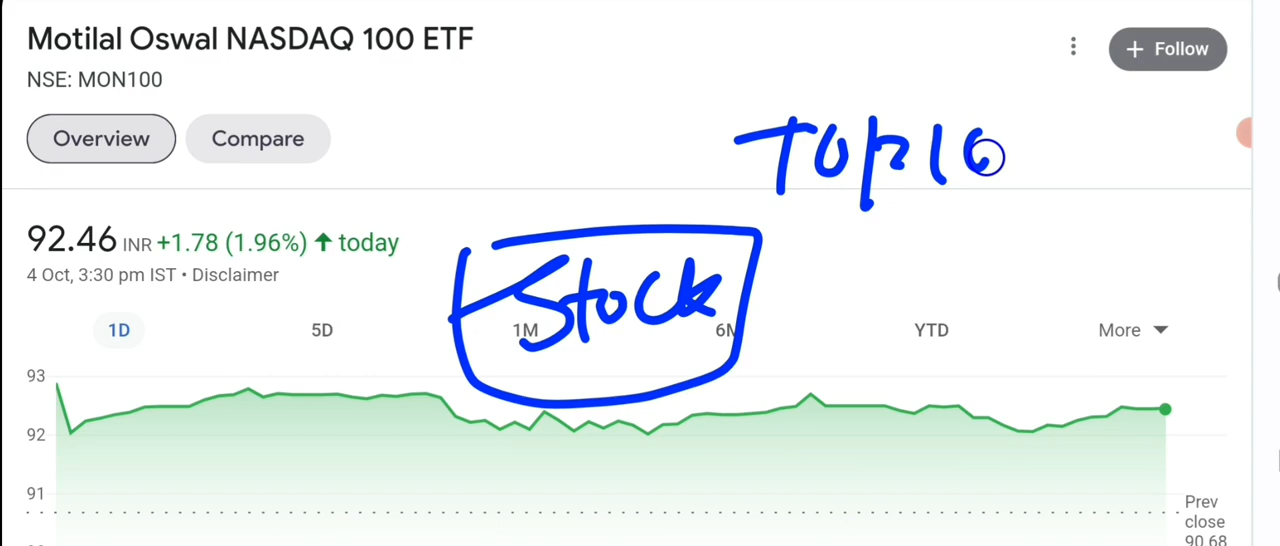 Motilal Oswal NASDAQ 100 ETF
+ Follow
NSE: MON100
Overview Compare
TOP 10
92.46 INR +1.78 (1.96%) ↑ today
4 Oct, 3:30 pm IST • Disclaimer
Stock
1D 5D 1M 6M YTD More
93
92
91
Prev
close
90.68